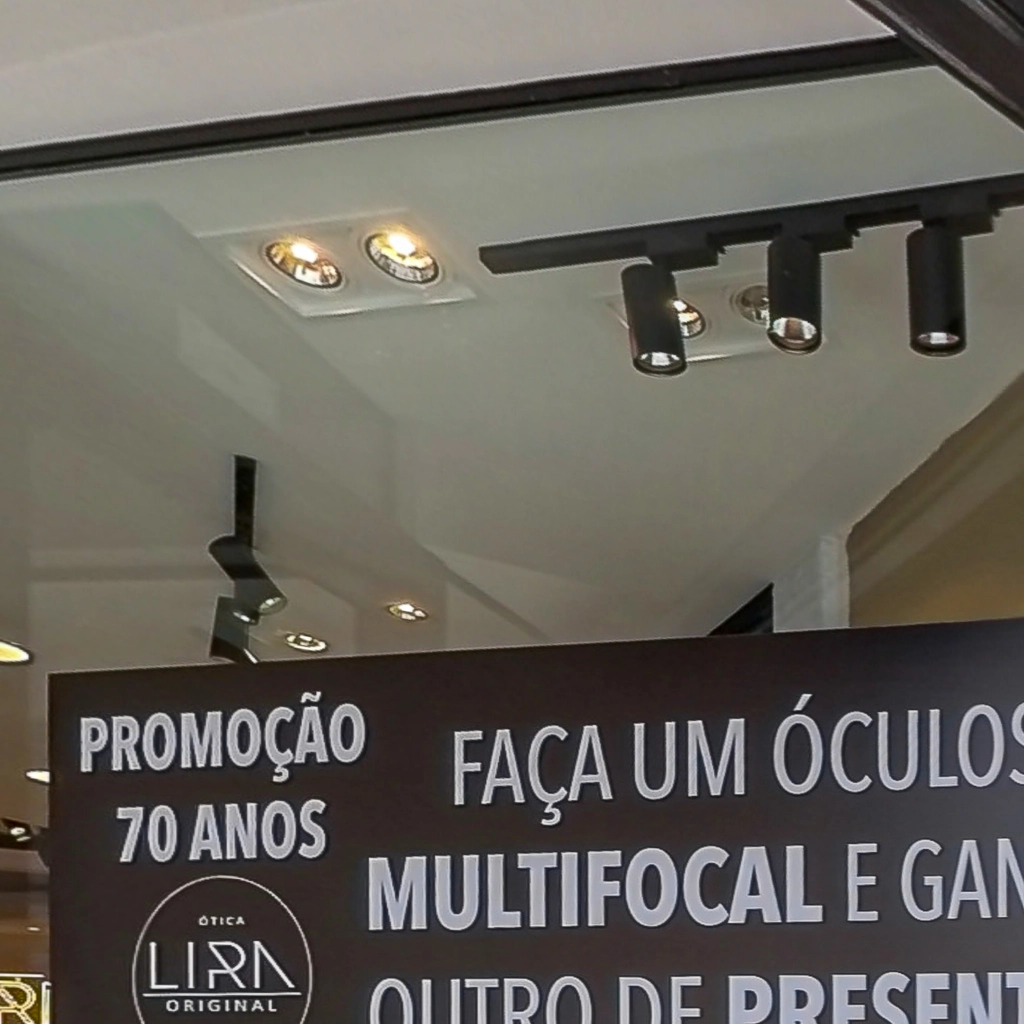 PROMOÇÃO
70 ANOS
ÓTICA
LIRA
ORIGINAL
FAÇA UM ÓCULOS
MULTIFOCAL E GAN
OUTRO DE PRESENT